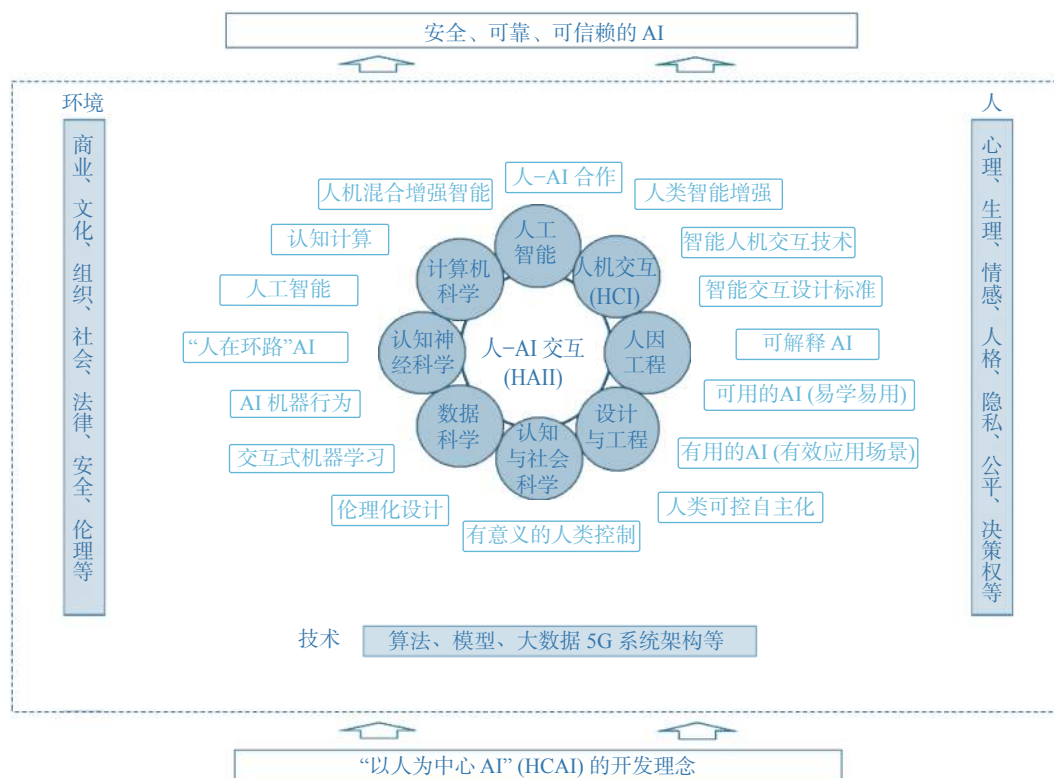 安全、可靠、可信赖的 AI
环境
人
商业、文化、组织、社会、法律、安全、伦理等
心理、生理、情感、人格、隐私、公平、决策权等
人-AI 合作
人机混合增强智能
人类智能增强
认知计算
智能人机交互技术
人工智能
智能交互设计标准
“人在环路”AI
可解释 AI
AI 机器行为
可用的AI (易学易用)
交互式机器学习
有用的AI (有效应用场景)
伦理化设计
人类可控自主化
有意义的人类控制
人工
智能
计算机
科学
人机交互
(HCI)
认知神
经科学
人-AI 交互
(HAII)
人因
工程
数据
科学
设计
与工程
认知
与社会
科学
技术
算法、模型、大数据 5G 系统架构等
“以人为中心 AI” (HCAI) 的开发理念